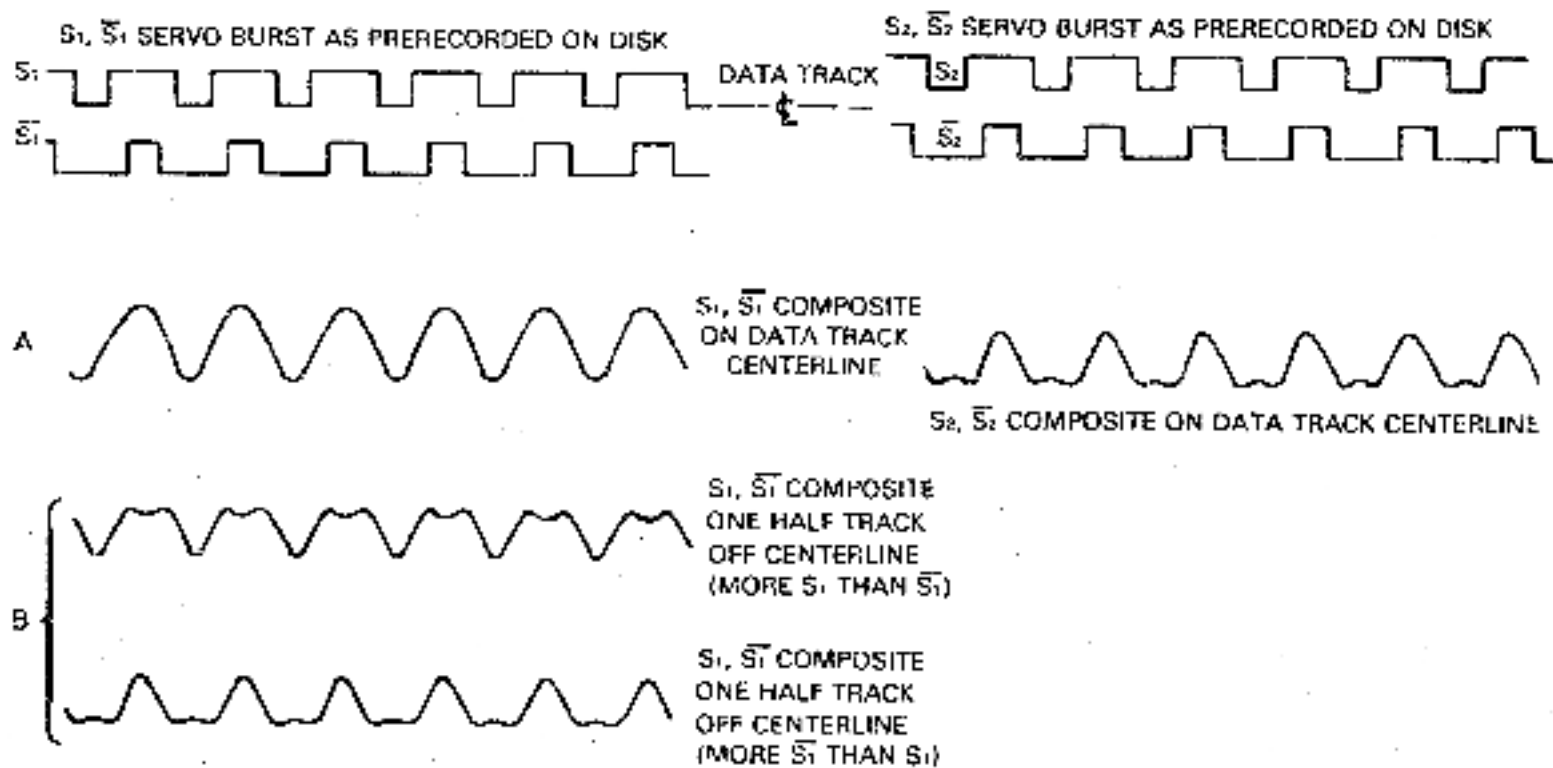 S₁, S̅₁ SERVO BURST AS PRERECORDED ON DISK
S₁
S̅₁
DATA TRACK
℄
S₂, S̅₂ SERVO BURST AS PRERECORDED ON DISK
S₂
S̅₂
A
S₁, S̅₁ COMPOSITE
ON DATA TRACK
CENTERLINE
S₂, S̅₂ COMPOSITE ON DATA TRACK CENTERLINE
B
S₁, S̅₁ COMPOSITE
ONE HALF TRACK
OFF CENTERLINE
(MORE S₁ THAN S̅₁)
S₁, S̅₁ COMPOSITE
ONE HALF TRACK
OFF CENTERLINE
(MORE S̅₁ THAN S₁)